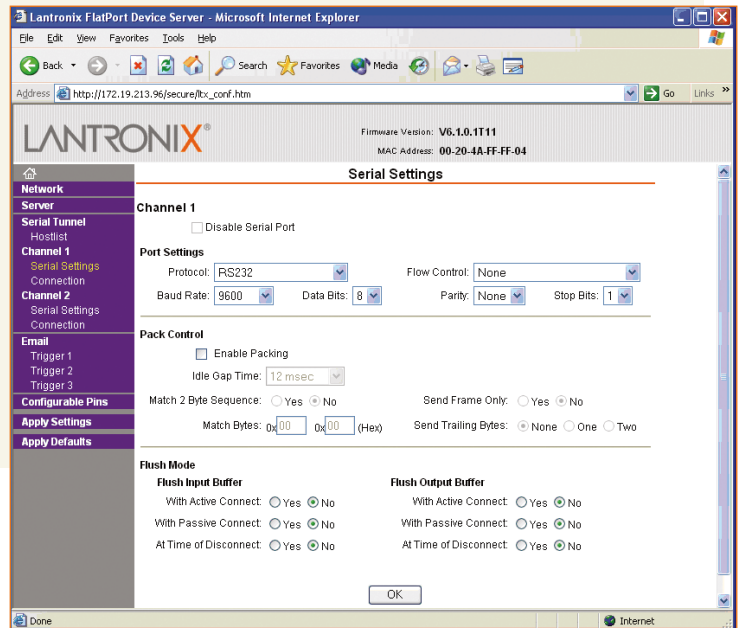 Lantronix FlatPort Device Server - Microsoft Internet Explorer
File Edit View Favorites Tools Help
Back Search Favorites Media
Address http://172.19.213.96/secure/ltx_conf.htm Go Links »
LANTRONIX®
Firmware Version: V6.1.0.1T11
MAC Address: 00-20-4A-FF-FF-04
Network
Server
Serial Tunnel
Hostlist
Channel 1
Serial Settings
Connection
Channel 2
Serial Settings
Connection
Email
Trigger 1
Trigger 2
Trigger 3
Configurable Pins
Apply Settings
Apply Defaults
Serial Settings
Channel 1
Disable Serial Port
Port Settings
Protocol: RS232 Flow Control: None
Baud Rate: 9600 Data Bits: 8 Parity: None Stop Bits: 1
Pack Control
Enable Packing
Idle Gap Time: 12 msec
Match 2 Byte Sequence: Yes No Send Frame Only: Yes No
Match Bytes: 0x 00 0x 00 (Hex) Send Trailing Bytes: None One Two
Flush Mode
Flush Input Buffer Flush Output Buffer
With Active Connect: Yes No With Active Connect: Yes No
With Passive Connect: Yes No With Passive Connect: Yes No
At Time of Disconnect: Yes No At Time of Disconnect: Yes No
OK
Done Internet